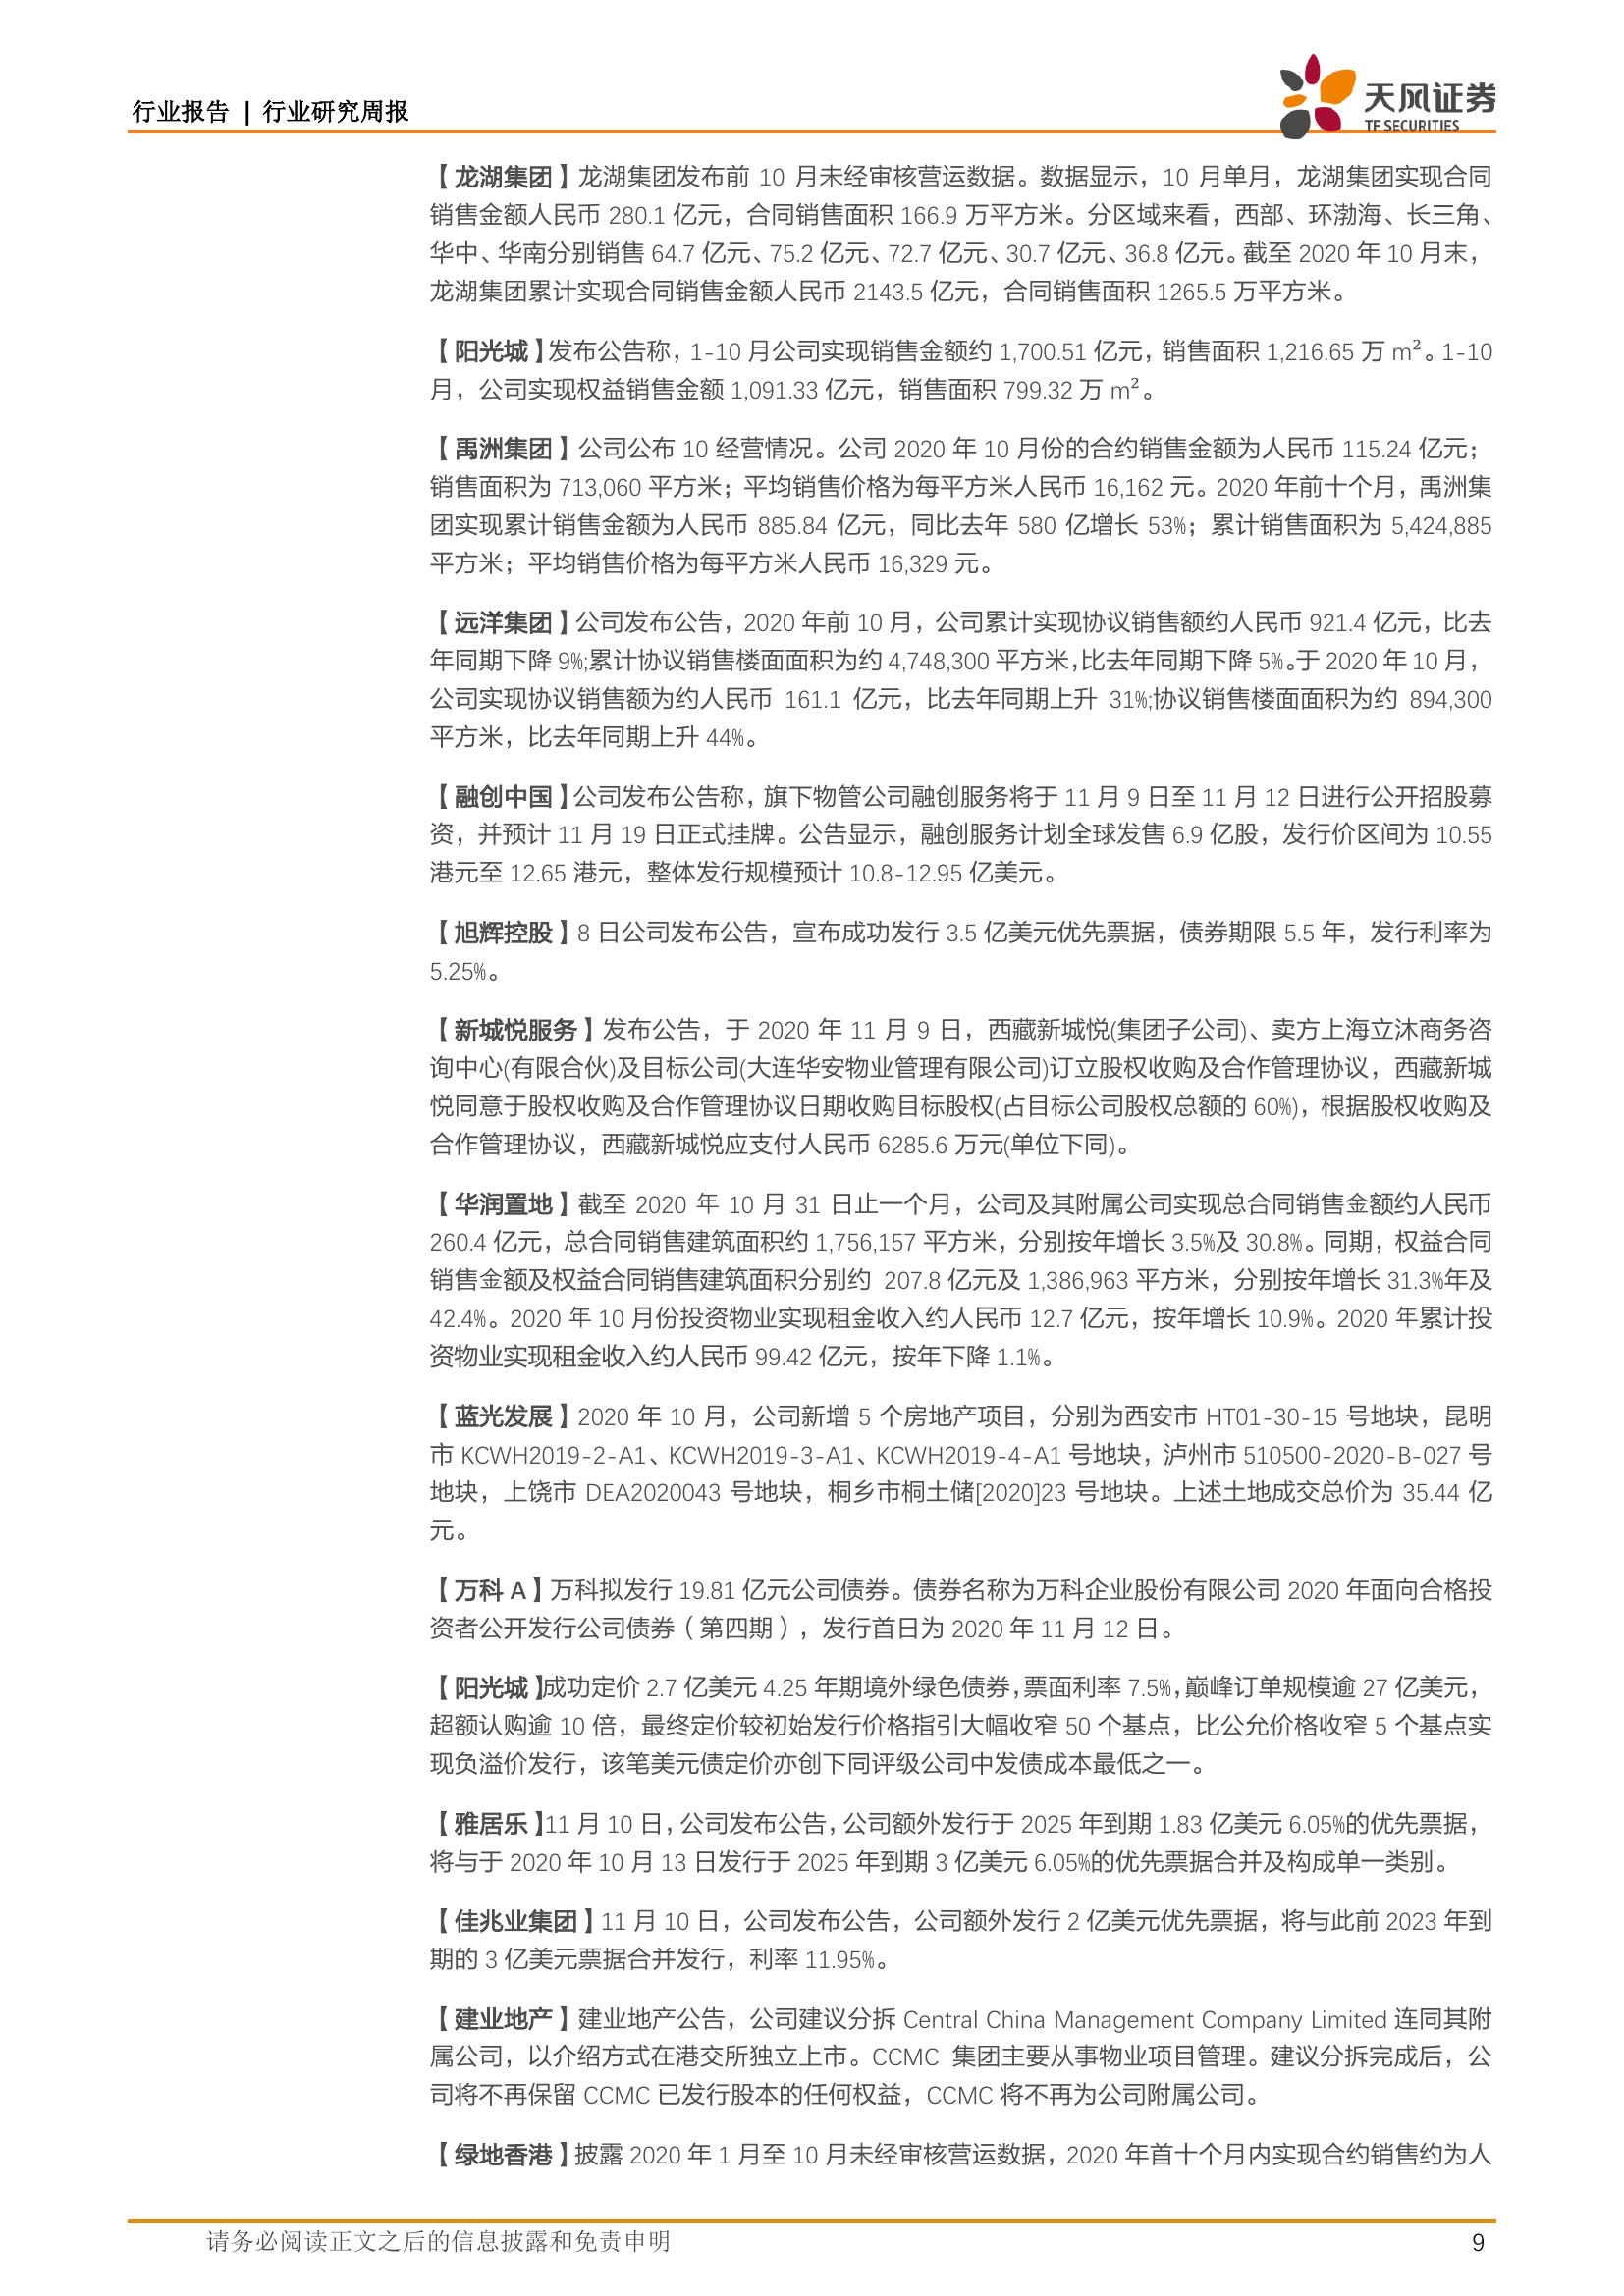 行业报告 | 行业研究周报
天风证券
TF SECURITIES
【龙湖集团】龙湖集团发布前 10 月未经审核营运数据。数据显示，10 月单月，龙湖集团实现合同
销售金额人民币 280.1 亿元，合同销售面积 166.9 万平方米。分区域来看，西部、环渤海、长三角、
华中、华南分别销售 64.7 亿元、75.2 亿元、72.7 亿元、30.7 亿元、36.8 亿元。截至 2020 年 10 月末，
龙湖集团累计实现合同销售金额人民币 2143.5 亿元，合同销售面积 1265.5 万平方米。
【阳光城】发布公告称，1-10 月公司实现销售金额约 1,700.51 亿元，销售面积 1,216.65 万 m²。1-10
月，公司实现权益销售金额 1,091.33 亿元，销售面积 799.32 万 m²。
【禹洲集团】公司公布 10 经营情况。公司 2020 年 10 月份的合约销售金额为人民币 115.24 亿元；
销售面积为 713,060 平方米；平均销售价格为每平方米人民币 16,162 元。2020 年前十个月，禹洲集
团实现累计销售金额为人民币 885.84 亿元，同比去年 580 亿增长 53%；累计销售面积为 5,424,885
平方米；平均销售价格为每平方米人民币 16,329 元。
【远洋集团】公司发布公告，2020 年前 10 月，公司累计实现协议销售额约人民币 921.4 亿元，比去
年同期下降 9%;累计协议销售楼面面积为约 4,748,300 平方米，比去年同期下降 5%。于 2020 年 10 月，
公司实现协议销售额为约人民币 161.1 亿元，比去年同期上升 31%;协议销售楼面面积为约 894,300
平方米，比去年同期上升 44%。
【融创中国】公司发布公告称，旗下物管公司融创服务将于 11 月 9 日至 11 月 12 日进行公开招股募
资，并预计 11 月 19 日正式挂牌。公告显示，融创服务计划全球发售 6.9 亿股，发行价区间为 10.55
港元至 12.65 港元，整体发行规模预计 10.8-12.95 亿美元。
【旭辉控股】8 日公司发布公告，宣布成功发行 3.5 亿美元优先票据，债券期限 5.5 年，发行利率为
5.25%。
【新城悦服务】发布公告，于 2020 年 11 月 9 日，西藏新城悦(集团子公司)、卖方上海立沐商务咨
询中心(有限合伙)及目标公司(大连华安物业管理有限公司)订立股权收购及合作管理协议，西藏新城
悦同意于股权收购及合作管理协议日期收购目标股权(占目标公司股权总额的 60%)，根据股权收购及
合作管理协议，西藏新城悦应支付人民币 6285.6 万元(单位下同)。
【华润置地】截至 2020 年 10 月 31 日止一个月，公司及其附属公司实现总合同销售金额约人民币
260.4 亿元，总合同销售建筑面积约 1,756,157 平方米，分别按年增长 3.5%及 30.8%。同期，权益合同
销售金额及权益合同销售建筑面积分别约 207.8 亿元及 1,386,963 平方米，分别按年增长 31.3%年及
42.4%。2020 年 10 月份投资物业实现租金收入约人民币 12.7 亿元，按年增长 10.9%。2020 年累计投
资物业实现租金收入约人民币 99.42 亿元，按年下降 1.1%。
【蓝光发展】2020 年 10 月，公司新增 5 个房地产项目，分别为西安市 HT01-30-15 号地块，昆明
市 KCWH2019-2-A1、KCWH2019-3-A1、KCWH2019-4-A1 号地块，泸州市 510500-2020-B-027 号
地块，上饶市 DEA2020043 号地块，桐乡市桐土储[2020]23 号地块。上述土地成交总价为 35.44 亿
元。
【万科 A】万科拟发行 19.81 亿元公司债券。债券名称为万科企业股份有限公司 2020 年面向合格投
资者公开发行公司债券（第四期），发行首日为 2020 年 11 月 12 日。
【阳光城】成功定价 2.7 亿美元 4.25 年期境外绿色债券，票面利率 7.5%，巅峰订单规模逾 27 亿美元，
超额认购逾 10 倍，最终定价较初始发行价格指引大幅收窄 50 个基点，比公允价格收窄 5 个基点实
现负溢价发行，该笔美元债定价亦创下同评级公司中发债成本最低之一。
【雅居乐】11 月 10 日，公司发布公告，公司额外发行于 2025 年到期 1.83 亿美元 6.05%的优先票据，
将与于 2020 年 10 月 13 日发行于 2025 年到期 3 亿美元 6.05%的优先票据合并及构成单一类别。
【佳兆业集团】11 月 10 日，公司发布公告，公司额外发行 2 亿美元优先票据，将与此前 2023 年到
期的 3 亿美元票据合并发行，利率 11.95%。
【建业地产】建业地产公告，公司建议分拆 Central China Management Company Limited 连同其附
属公司，以介绍方式在港交所独立上市。CCMC 集团主要从事物业项目管理。建议分拆完成后，公
司将不再保留 CCMC 已发行股本的任何权益，CCMC 将不再为公司附属公司。
【绿地香港】披露 2020 年 1 月至 10 月未经审核营运数据，2020 年首十个月内实现合约销售约为人
请务必阅读正文之后的信息披露和免责申明
9